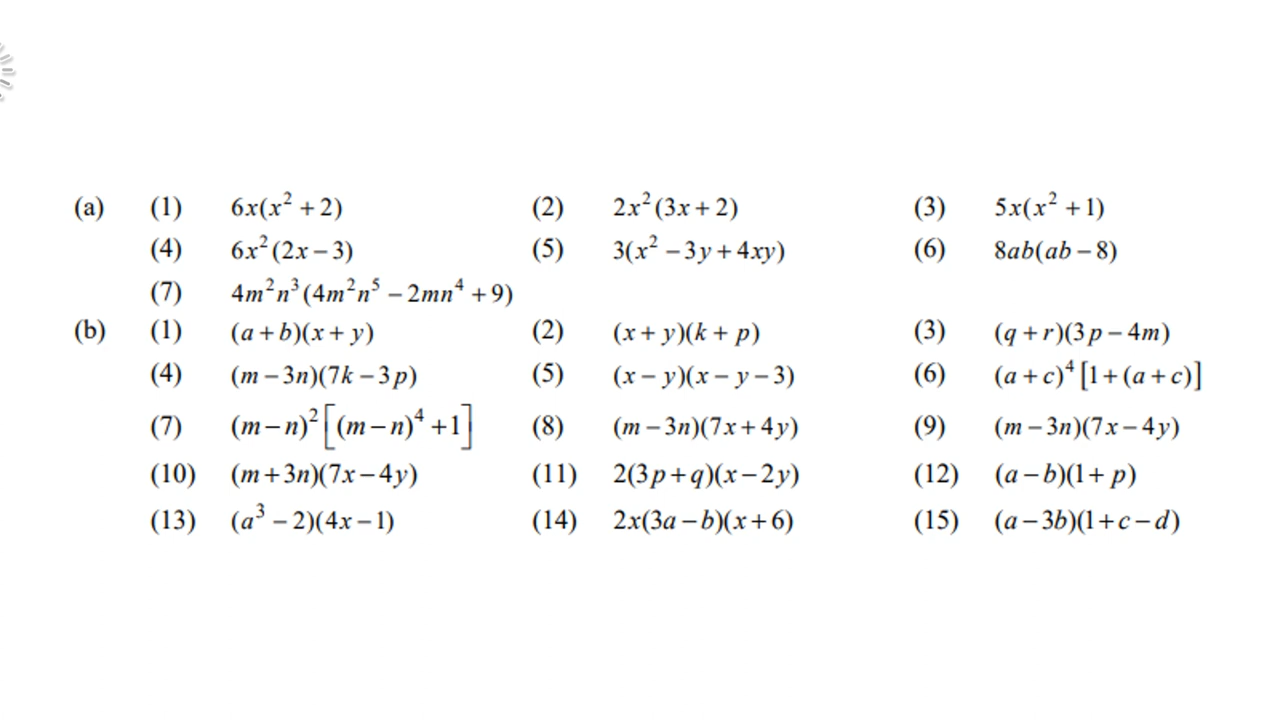 (a) (1) 6x(x² + 2) (2) 2x²(3x + 2) (3) 5x(x² + 1)
(4) 6x²(2x – 3) (5) 3(x² – 3y + 4xy) (6) 8ab(ab – 8)
(7) 4m²n³(4m²n⁵ – 2mn⁴ + 9)
(b) (1) (a + b)(x + y) (2) (x + y)(k + p) (3) (q + r)(3p – 4m)
(4) (m – 3n)(7k – 3p) (5) (x – y)(x – y – 3) (6) (a + c)⁴[1 + (a + c)]
(7) (m – n)²[(m – n)⁴ + 1] (8) (m – 3n)(7x + 4y) (9) (m – 3n)(7x – 4y)
(10) (m + 3n)(7x – 4y) (11) 2(3p + q)(x – 2y) (12) (a – b)(1 + p)
(13) (a³ – 2)(4x – 1) (14) 2x(3a – b)(x + 6) (15) (a – 3b)(1 + c – d)